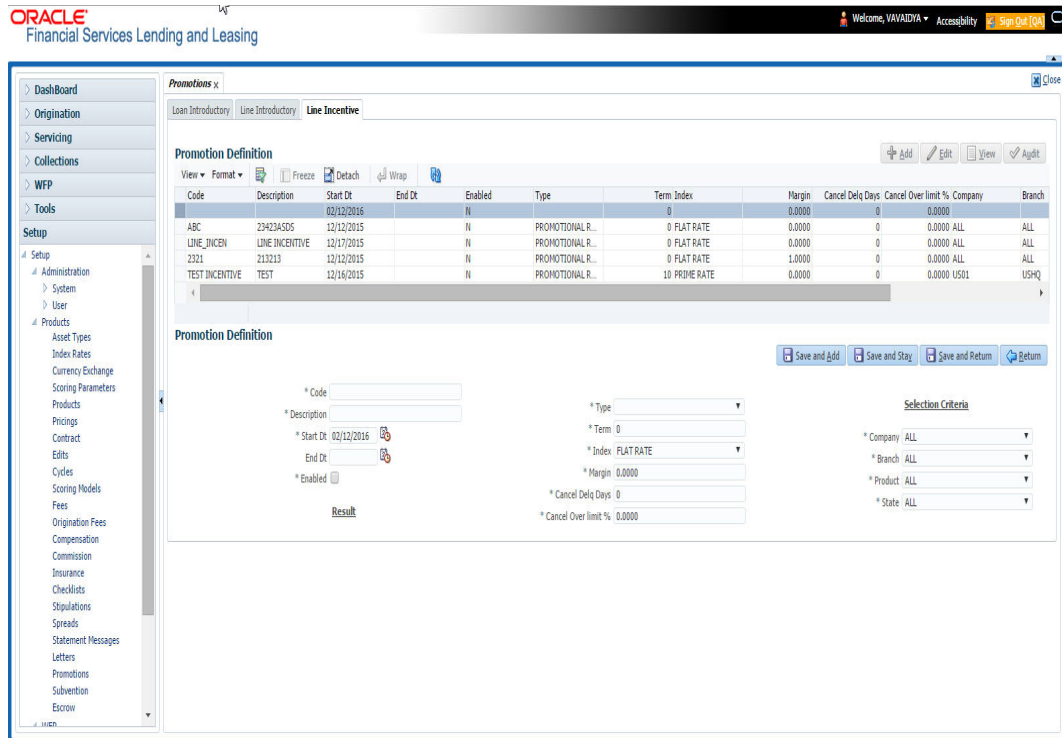 ORACLE'
Financial Services Lending and Leasing
Welcome, VAVAIDYA Accessibility Sign Out [QA]
Close
DashBoard
Origination
Servicing
Collections
WFP
Tools
Setup
Setup
Administration
System
User
Products
Asset Types
Index Rates
Currency Exchange
Scoring Parameters
Products
Pricings
Contract
Edits
Cycles
Scoring Models
Fees
Origination Fees
Compensation
Commission
Insurance
Checklists
Stipulations
Spreads
Statement Messages
Letters
Promotions
Subvention
Escrow
WFP
Promotions x
Loan Introductory Line Introductory Line Incentive
Promotion Definition
Add Edit View Audit
View Format Freeze Detach Wrap
Code Description Start Dt End Dt Enabled Type Term Index Margin Cancel Delq Days Cancel Over limit % Company Branch
02/12/2016 N 0 0.0000 0 0.0000
ABC 23423ASDS 12/12/2015 N PROMOTIONAL R... 0 FLAT RATE 0.0000 0 0.0000 ALL ALL
LINE_INCEN LINE INCENTIVE 12/17/2015 N PROMOTIONAL R... 0 FLAT RATE 0.0000 0 0.0000 ALL ALL
2321 213213 12/12/2015 N PROMOTIONAL R... 0 FLAT RATE 1.0000 0 0.0000 ALL ALL
TEST INCENTIVE TEST 12/16/2015 N PROMOTIONAL R... 10 PRIME RATE 0.0000 0 0.0000 US01 USHQ
Promotion Definition
Save and Add Save and Stay Save and Return Return
* Code
* Description
* Start Dt 02/12/2016
End Dt
* Enabled
Result
* Type
* Term 0
* Index FLAT RATE
* Margin 0.0000
* Cancel Delq Days 0
* Cancel Over limit % 0.0000
Selection Criteria
* Company ALL
* Branch ALL
* Product ALL
* State ALL